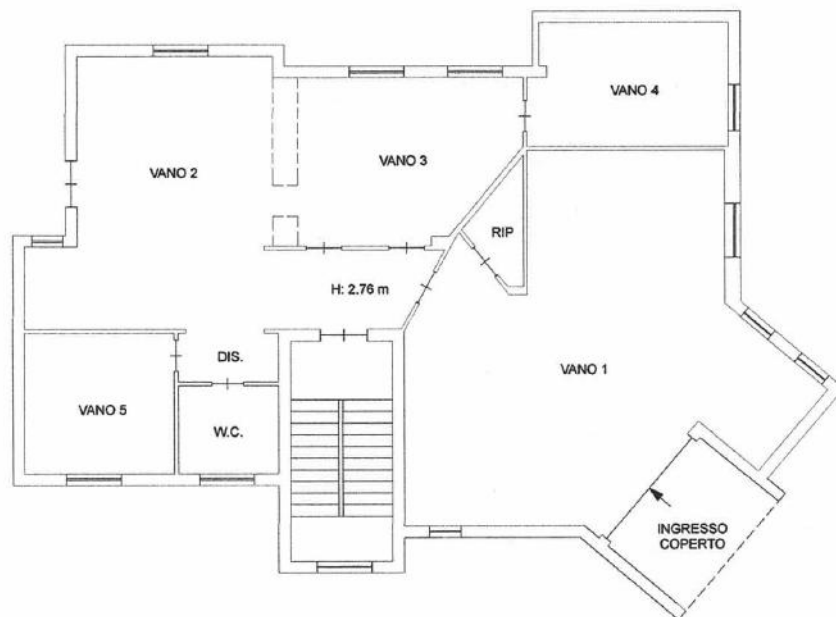 VANO 4
VANO 3
VANO 2
RIP
H: 2.76 m
DIS.
VANO 1
VANO 5
W.C.
INGRESSO
COPERTO